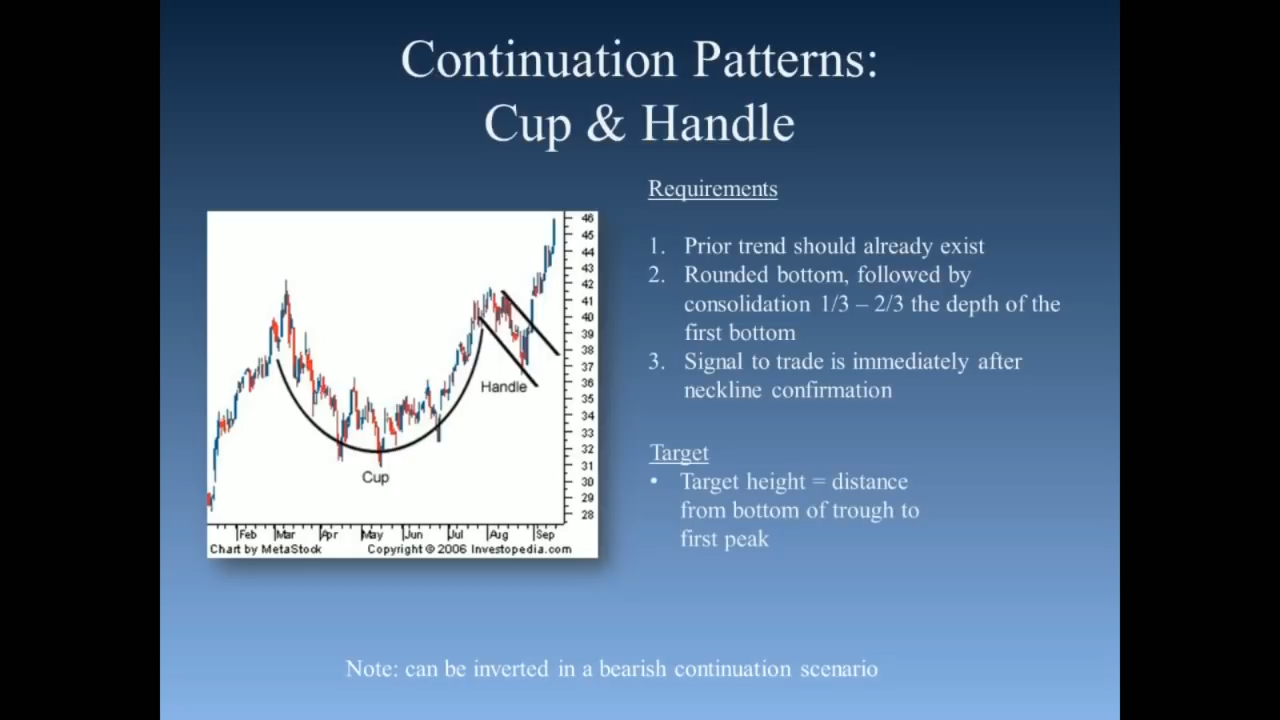 Continuation Patterns:
Cup & Handle
Requirements
1. Prior trend should already exist
2. Rounded bottom, followed by
consolidation 1/3 – 2/3 the depth of the
first bottom
3. Signal to trade is immediately after
neckline confirmation
Target
• Target height = distance
from bottom of trough to
first peak
46
45
44
43
42
41
40
39
38
37
36
35
34
33
32
31
30
29
28
Handle
Cup
Feb Mar Apr May Jun Jul Aug Sep
Chart by MetaStock Copyright © 2006 Investopedia.com
Note: can be inverted in a bearish continuation scenario